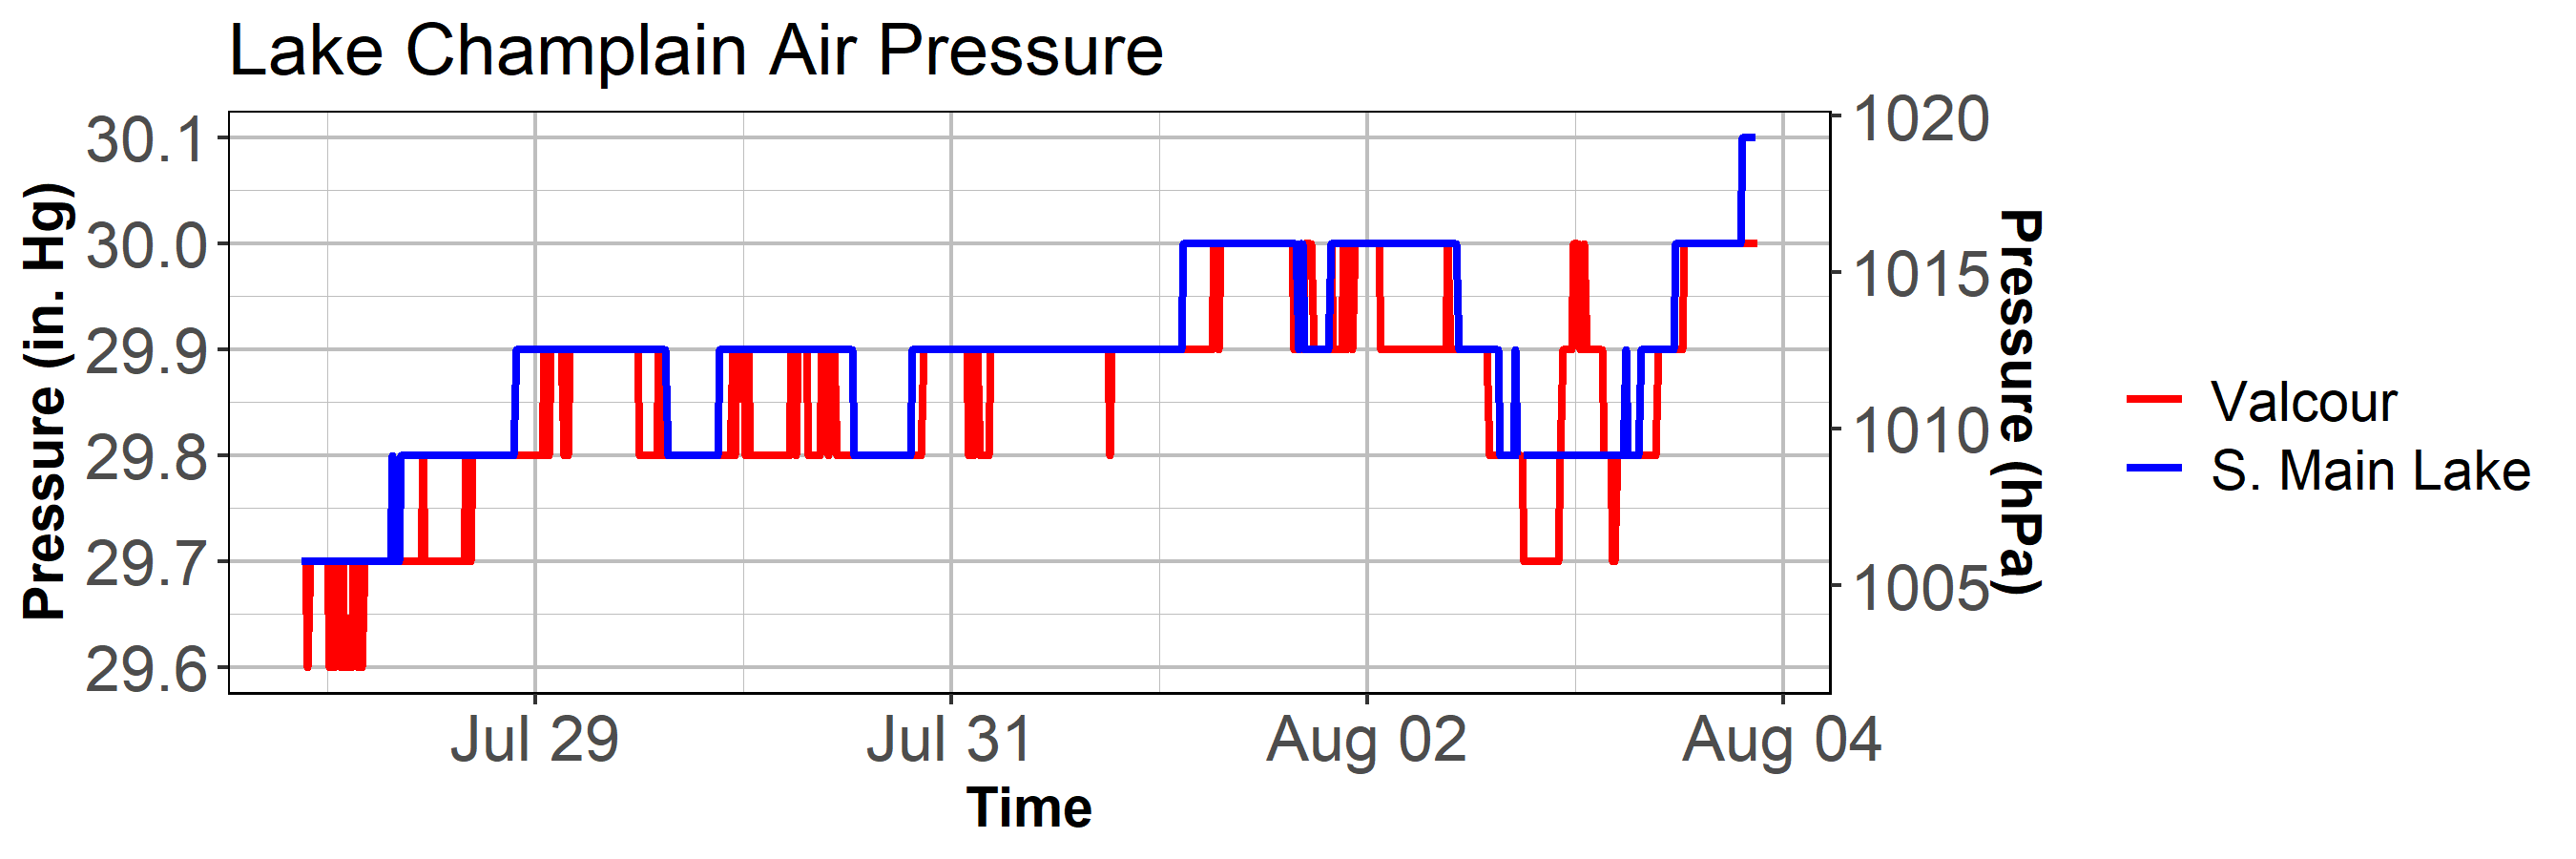 Lake Champlain Air Pressure
Pressure (in. Hg)
30.1
30.0
29.9
29.8
29.7
29.6
Jul 29
Jul 31
Aug 02
Aug 04
Time
1020
1015
1010
1005
Pressure (hPa)
Valcour
S. Main Lake